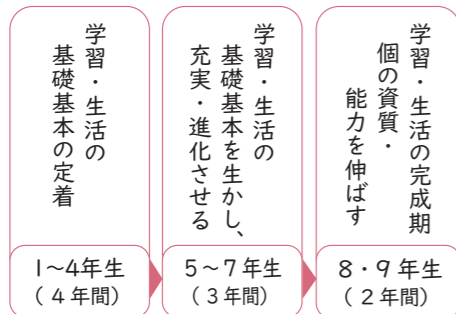 学習・生活の
基礎基本の定着
1~4年生
(4年間)
学習・生活の
基礎基本を生かし、
充実・進化させる
5~7年生
(3年間)
学習・生活の完成期
個の資質・
能力を伸ばす
8・9年生
(2年間)